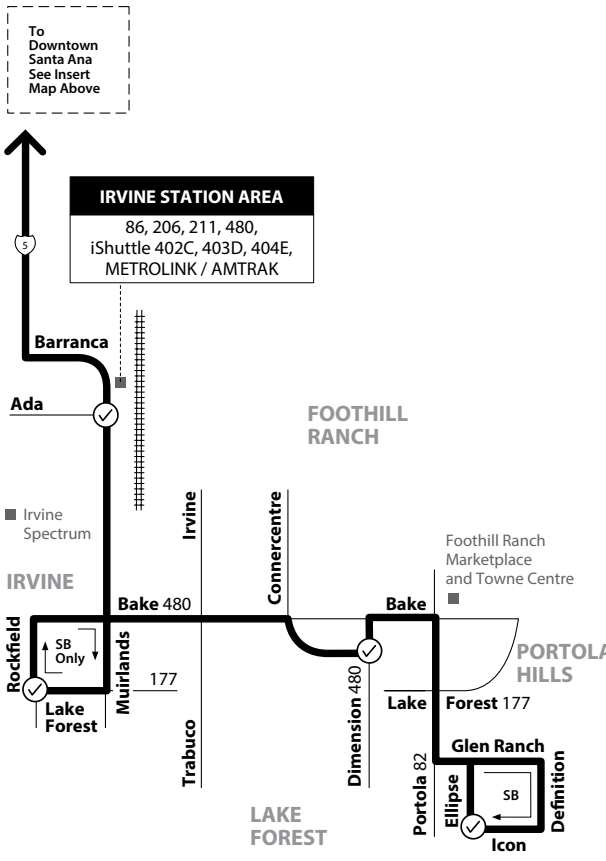 To
Downtown
Santa Ana
See Insert
Map Above
IRVINE STATION AREA
86, 206, 211, 480,
iShuttle 402C, 403D, 404E,
METROLINK / AMTRAK
5
Barranca
Ada
FOOTHILL
RANCH
Irvine
Spectrum
Irvine
Connercentre
Foothill Ranch
Marketplace
and Towne Centre
IRVINE
Bake 480
Bake
Rockfield
SB
Only
Muirlands
177
Lake
Forest
PORTOLA
HILLS
Trabuco
Dimension 480
Lake
Forest 177
Portola 82
Glen Ranch
Ellipse
SB
Definition
Icon
LAKE
FOREST